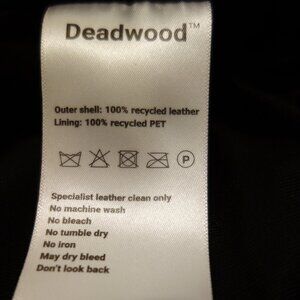 Deadwood™
Outer shell: 100% recycled leather
Lining: 100% recycled PET
P
Specialist leather clean only
No machine wash
No bleach
No tumble dry
No iron
May dry bleed
Don't look back